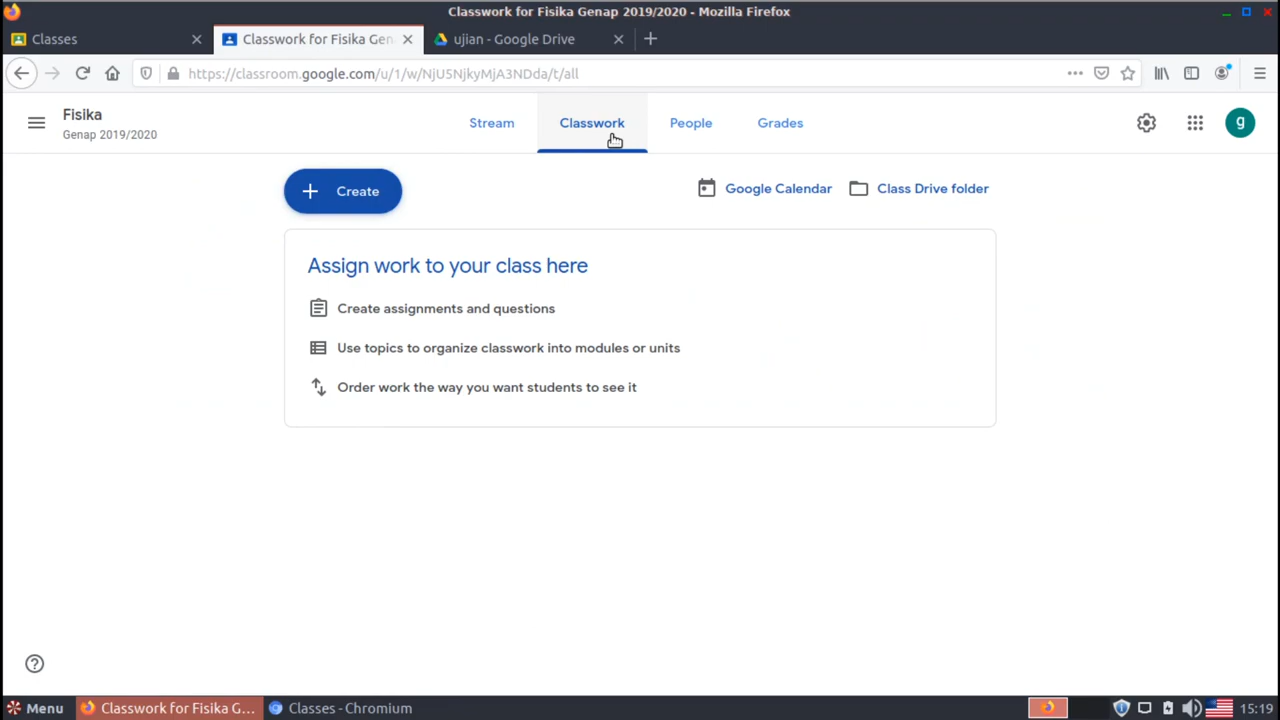 Classwork for Fisika Genap 2019/2020 - Mozilla Firefox
Classes
Classwork for Fisika Gen
ujian - Google Drive
https://classroom.google.com/u/1/w/NjU5NjkyMjA3NDda/t/all
Fisika
Genap 2019/2020
Stream
Classwork
People
Grades
g
Create
Google Calendar
Class Drive folder
Assign work to your class here
Create assignments and questions
Use topics to organize classwork into modules or units
Order work the way you want students to see it
Menu
Classwork for Fisika G...
Classes - Chromium
15:19